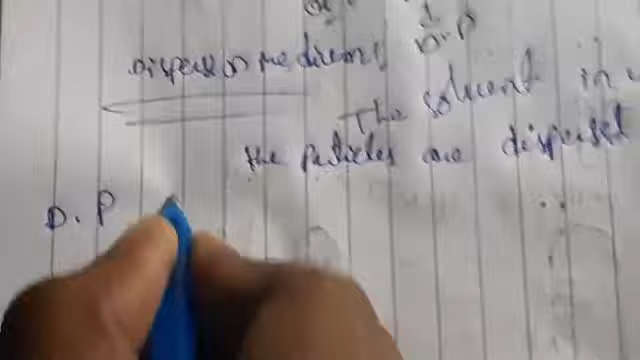 D.P
Dispersion medium:
The solvent in
the particles are dispersed
D. P